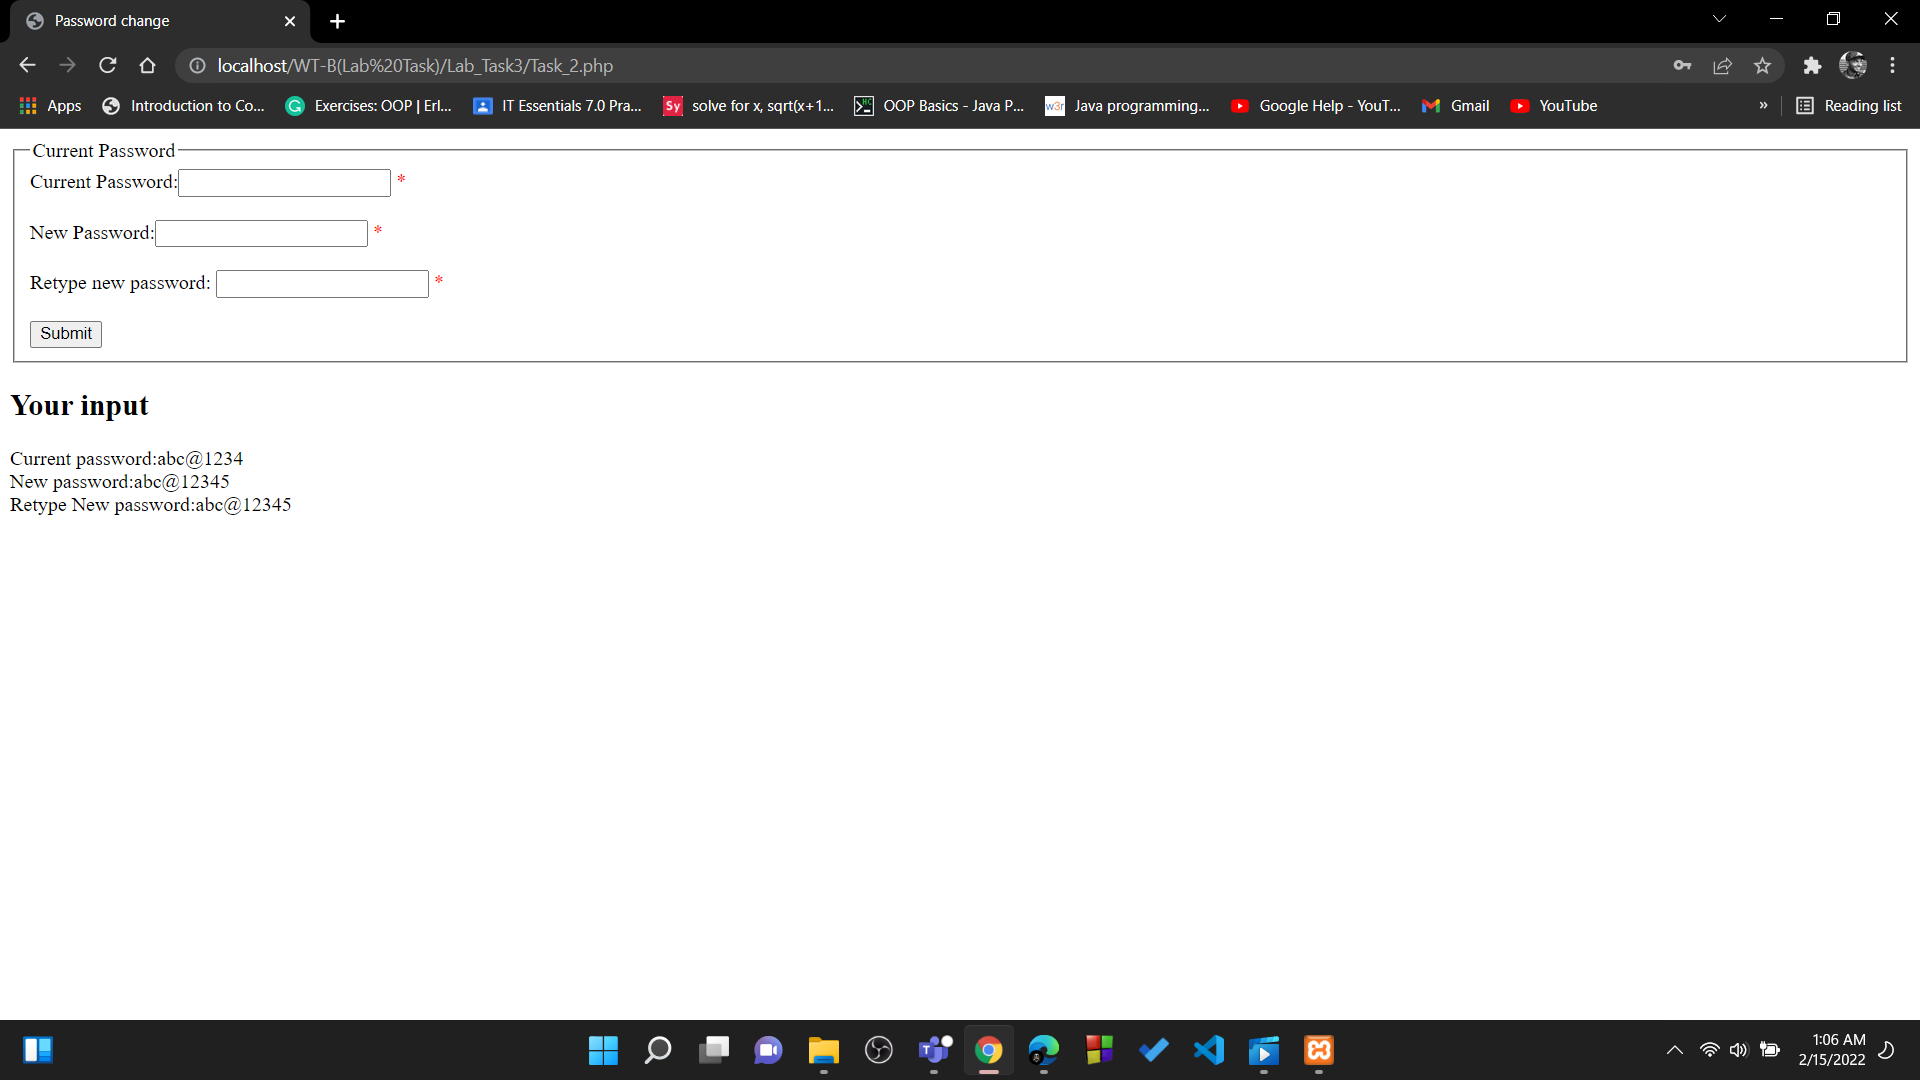 Password change
localhost/WT-B(Lab%20Task)/Lab_Task3/Task_2.php
Apps
Introduction to Co...
Exercises: OOP | Erl...
IT Essentials 7.0 Pra...
Sy
solve for x, sqrt(x+1...
OOP Basics - Java P...
w3r
Java programming...
Google Help - YouT...
Gmail
YouTube
»
Reading list
Current Password
Current Password: *
New Password: *
Retype new password: *
Submit
Your input
Current password:abc@1234
New password:abc@12345
Retype New password:abc@12345
1:06 AM
2/15/2022